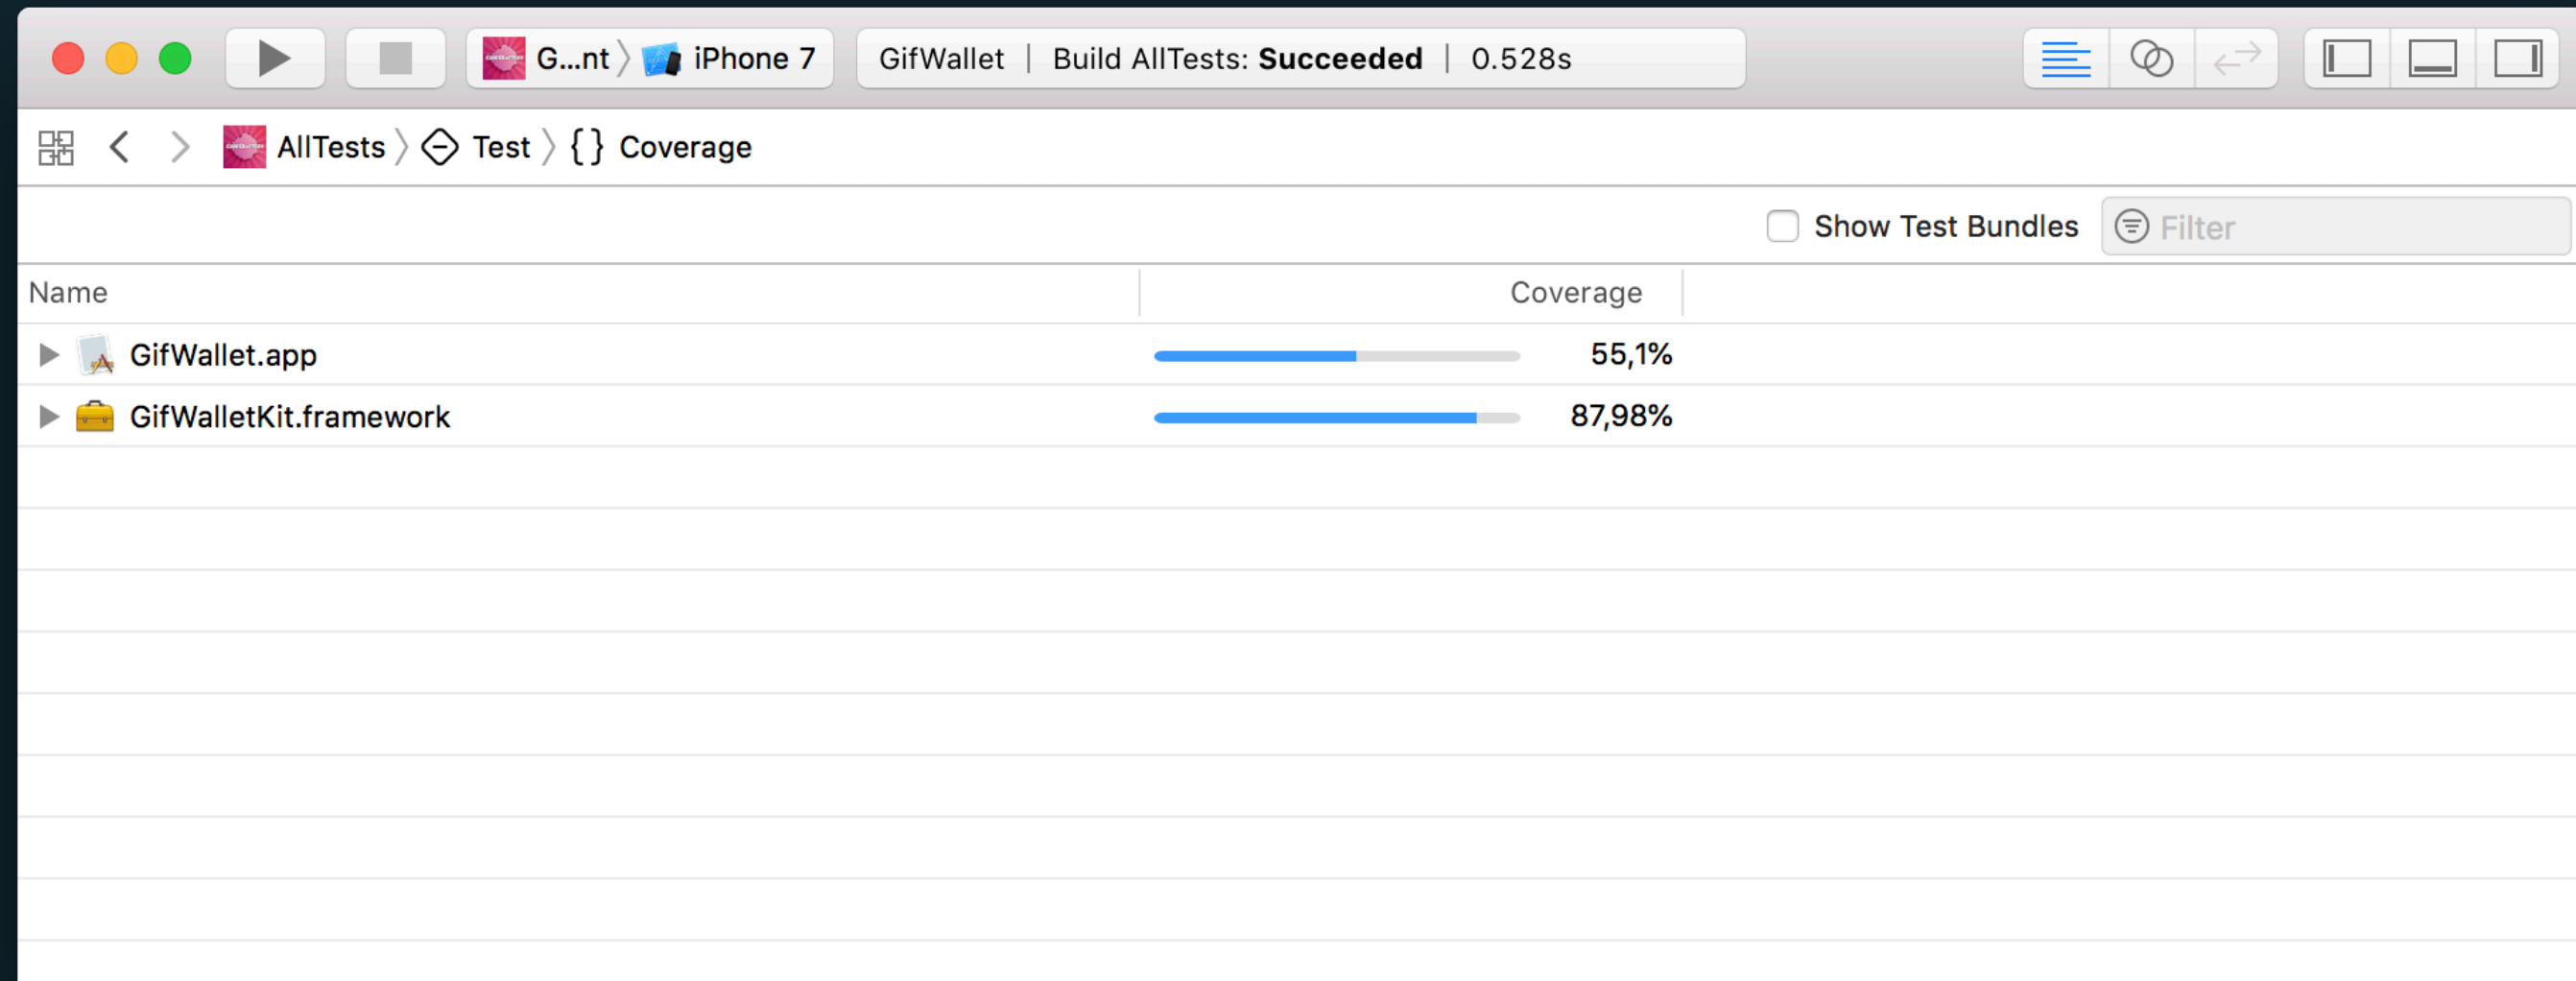 G...nt iPhone 7 GifWallet | Build AllTests: Succeeded | 0.528s
AllTests Test {} Coverage
Show Test Bundles Filter
Name Coverage
GifWallet.app 55,1%
GifWalletKit.framework 87,98%